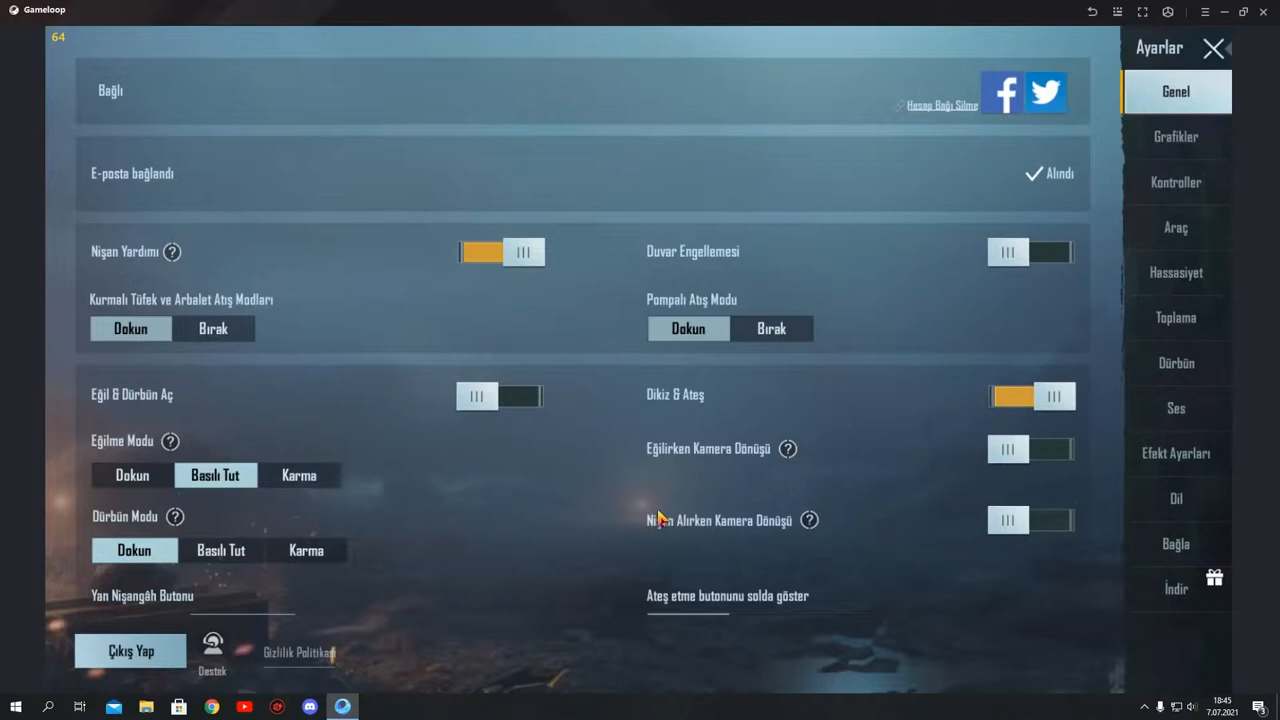 Gameloop
64
Ayarlar
Bağlı
Hesap Bağı Silme
Genel
Grafikler
E-posta bağlandı
Alındı
Kontroller
Araç
Nişan Yardımı ?
Duvar Engellemesi
Hassasiyet
Kurmalı Tüfek ve Arbalet Atış Modları
Pompalı Atış Modu
Dokun Bırak
Dokun Bırak
Toplama
Dürbün
Eğil & Dürbün Aç
Dikiz & Ateş
Ses
Eğilme Modu ?
Eğilirken Kamera Dönüşü ?
Efekt Ayarları
Dokun Basılı Tut Karma
Dil
Dürbün Modu ?
Nişan Alırken Kamera Dönüşü ?
Dokun Basılı Tut Karma
Bağla
İndir
Yan Nişangâh Butonu
Ateş etme butonunu solda göster
Çıkış Yap
Destek
Gizlilik Politikası
18:45
7.07.2021
3